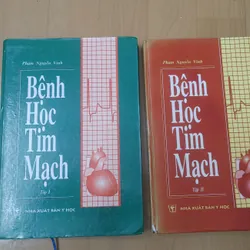 Phạm Nguyễn Vinh
Bệnh
Học
Tim
Mạch
Tập I
NHÀ XUẤT BẢN Y HỌC
Phạm Nguyễn Vinh
Bệnh
Học
Tim
Mạch
Tập II
NHÀ XUẤT BẢN Y HỌC